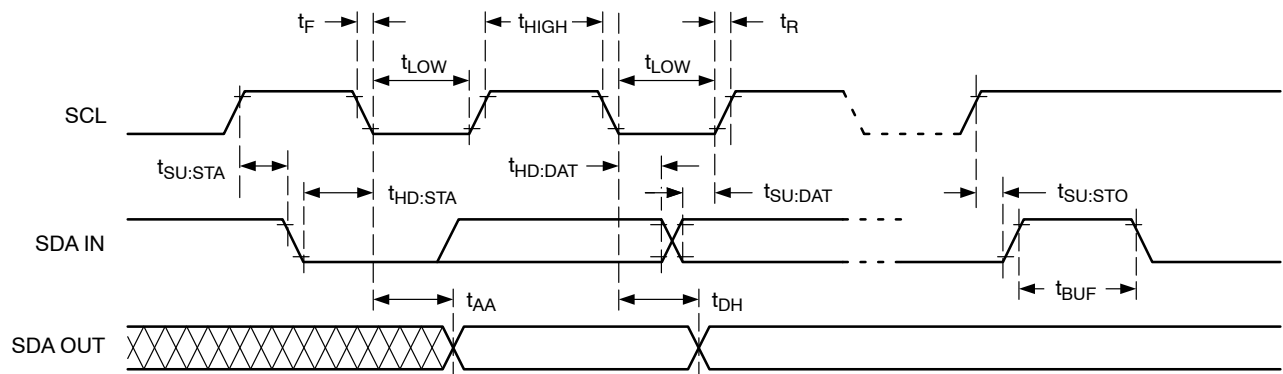 tF
tHIGH
tR
tLOW
tLOW
SCL
tSU:STA
tHD:STA
tHD:DAT
tSU:DAT
tSU:STO
SDA IN
tBUF
tAA
tDH
SDA OUT